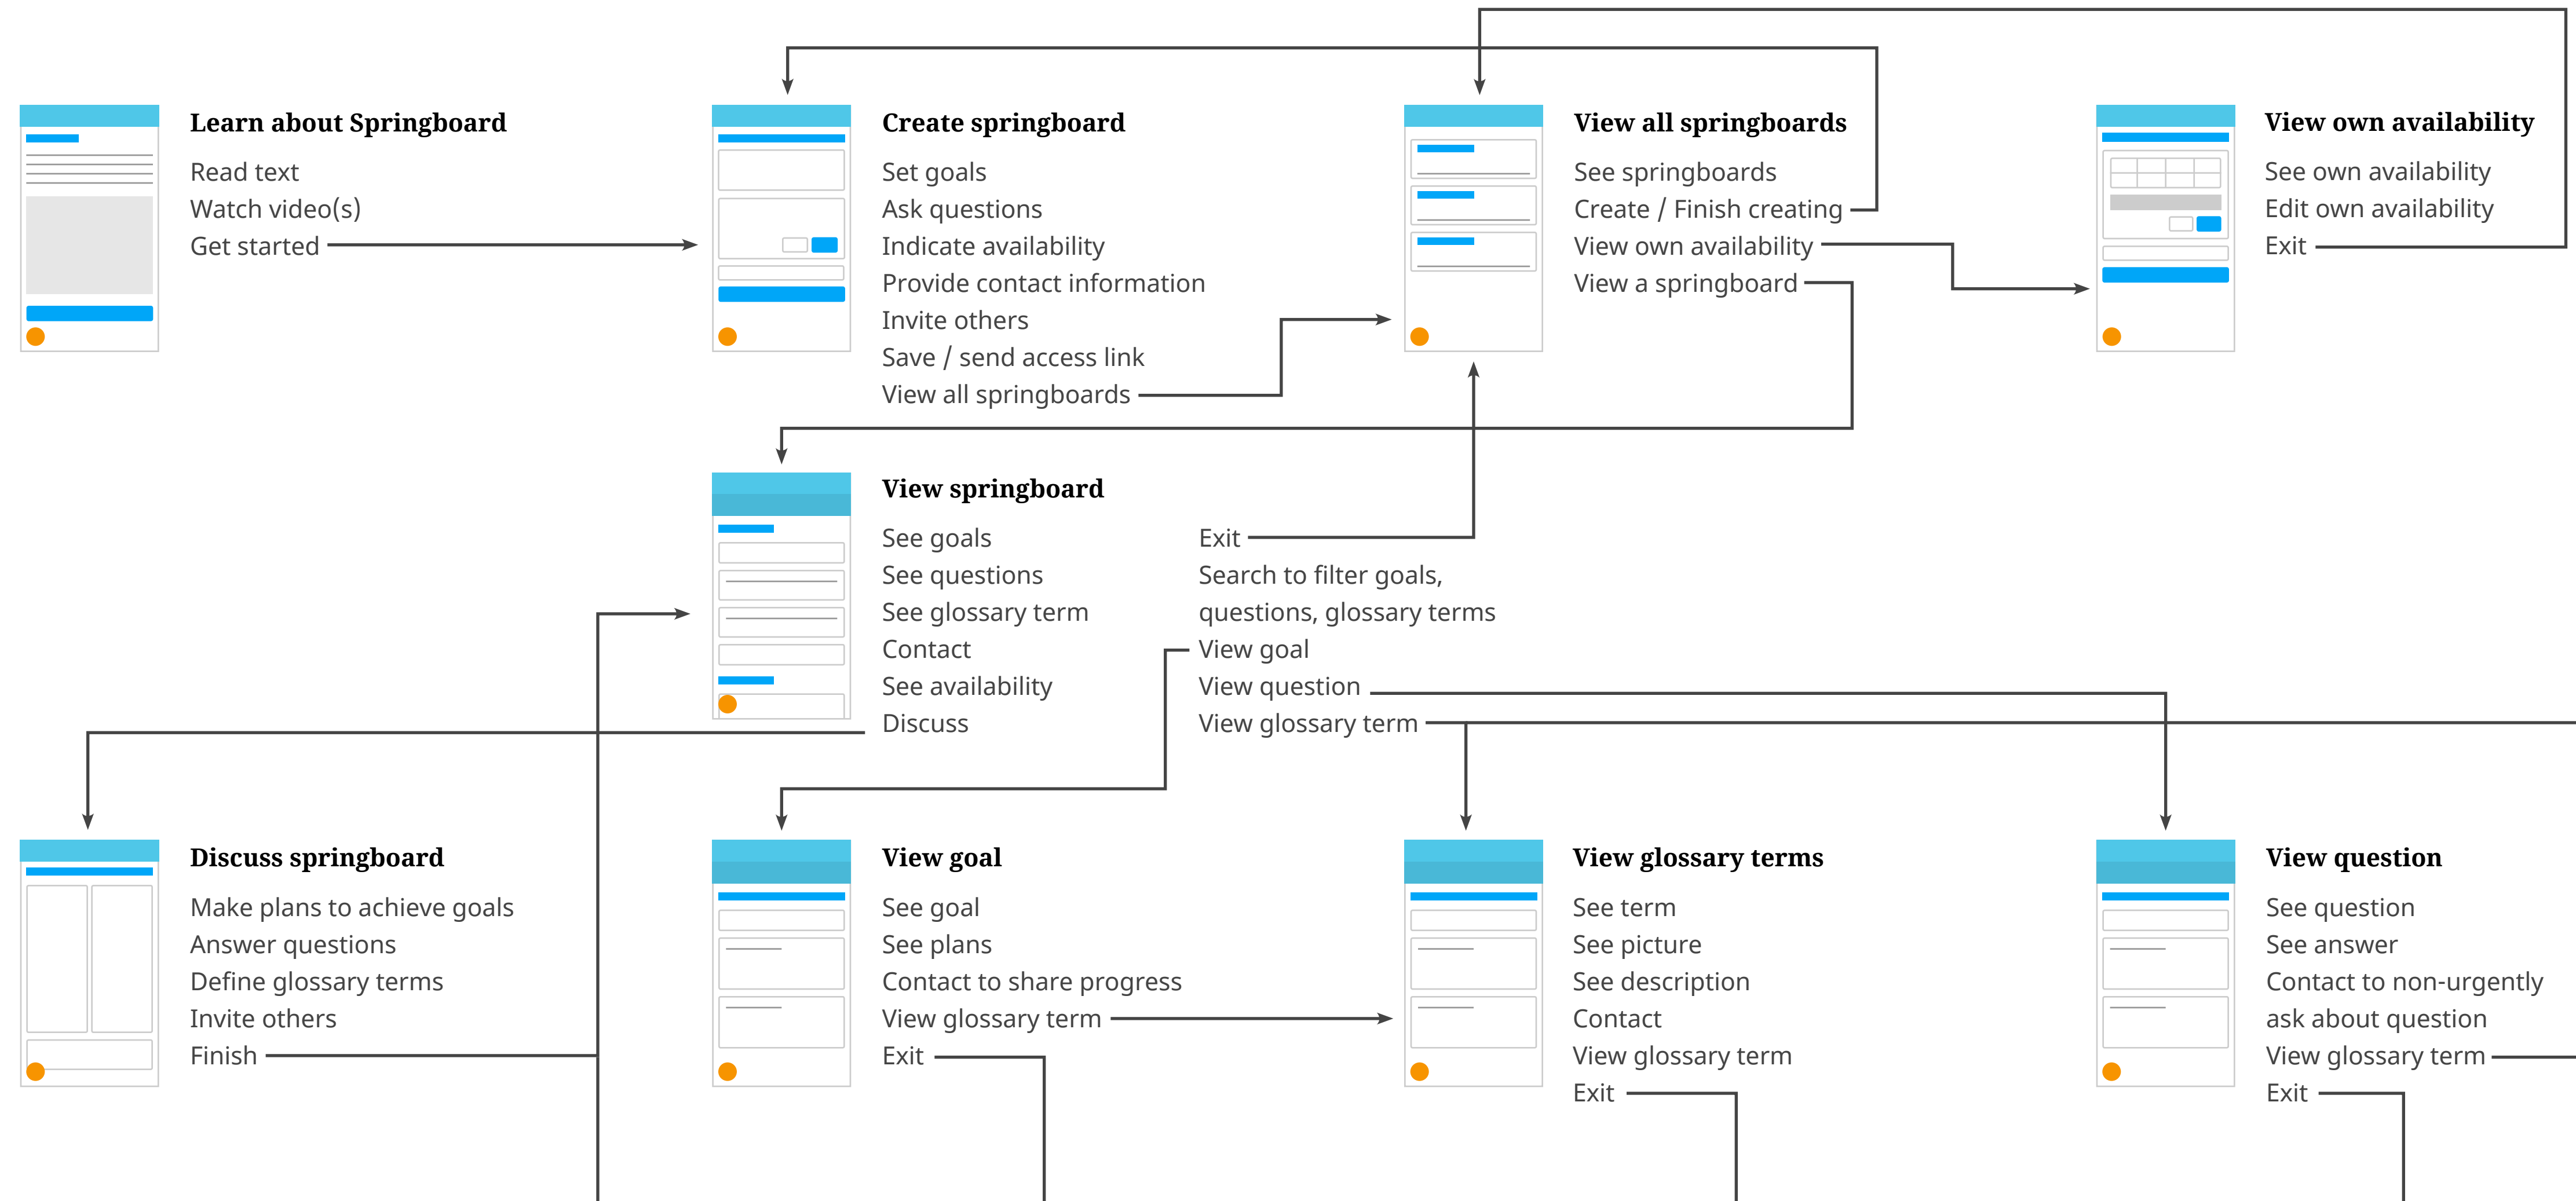 Learn about Springboard
Read text
Watch video(s)
Get started
Create springboard
Set goals
Ask questions
Indicate availability
Provide contact information
Invite others
Save / send access link
View all springboards
View all springboards
See springboards
Create / Finish creating
View own availability
View a springboard
View own availability
See own availability
Edit own availability
Exit
View springboard
See goals
See questions
See glossary term
Contact
See availability
Discuss
Exit
Search to filter goals,
questions, glossary terms
View goal
View question
View glossary term
Discuss springboard
Make plans to achieve goals
Answer questions
Define glossary terms
Invite others
Finish
View goal
See goal
See plans
Contact to share progress
View glossary term
Exit
View glossary terms
See term
See picture
See description
Contact
View glossary term
Exit
View question
See question
See answer
Contact to non-urgently
ask about question
View glossary term
Exit